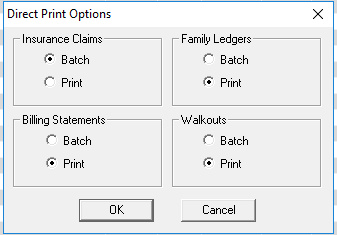 Direct Print Options
Insurance Claims
Batch
Print
Family Ledgers
Batch
Print
Billing Statements
Batch
Print
Walkouts
Batch
Print
OK
Cancel